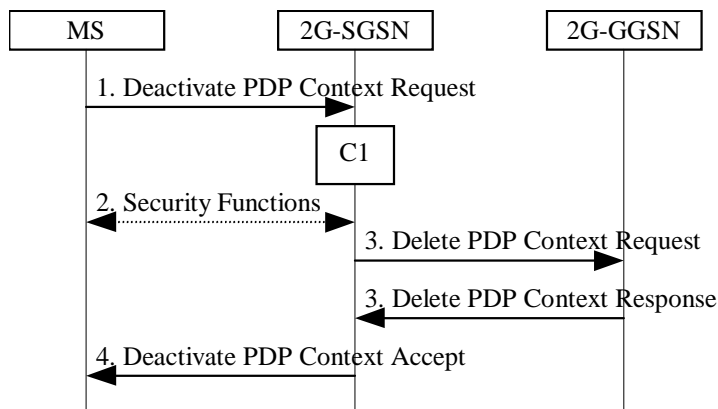 MS
2G-SGSN
2G-GGSN
1. Deactivate PDP Context Request
C1
2. Security Functions
3. Delete PDP Context Request
3. Delete PDP Context Response
4. Deactivate PDP Context Accept